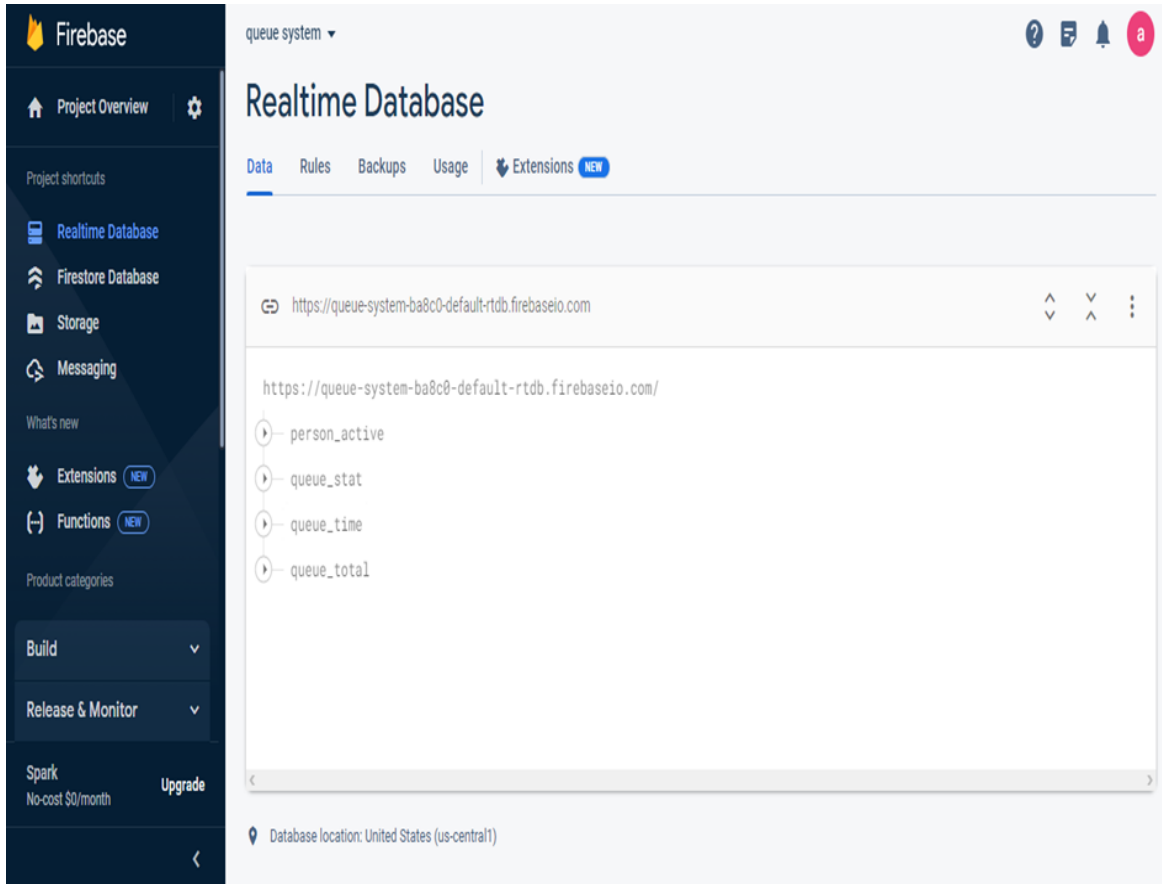 Firebase
Project Overview
Project shortcuts
Realtime Database
Firestore Database
Storage
Messaging
What's new
Extensions NEW
Functions NEW
Product categories
Build
Release & Monitor
Spark
No-cost $0/month
Upgrade
queue system
a
Realtime Database
Data Rules Backups Usage Extensions NEW
https://queue-system-ba8c0-default-rtdb.firebaseio.com
https://queue-system-ba8c0-default-rtdb.firebaseio.com/
person_active
queue_stat
queue_time
queue_total
Database location: United States (us-central1)